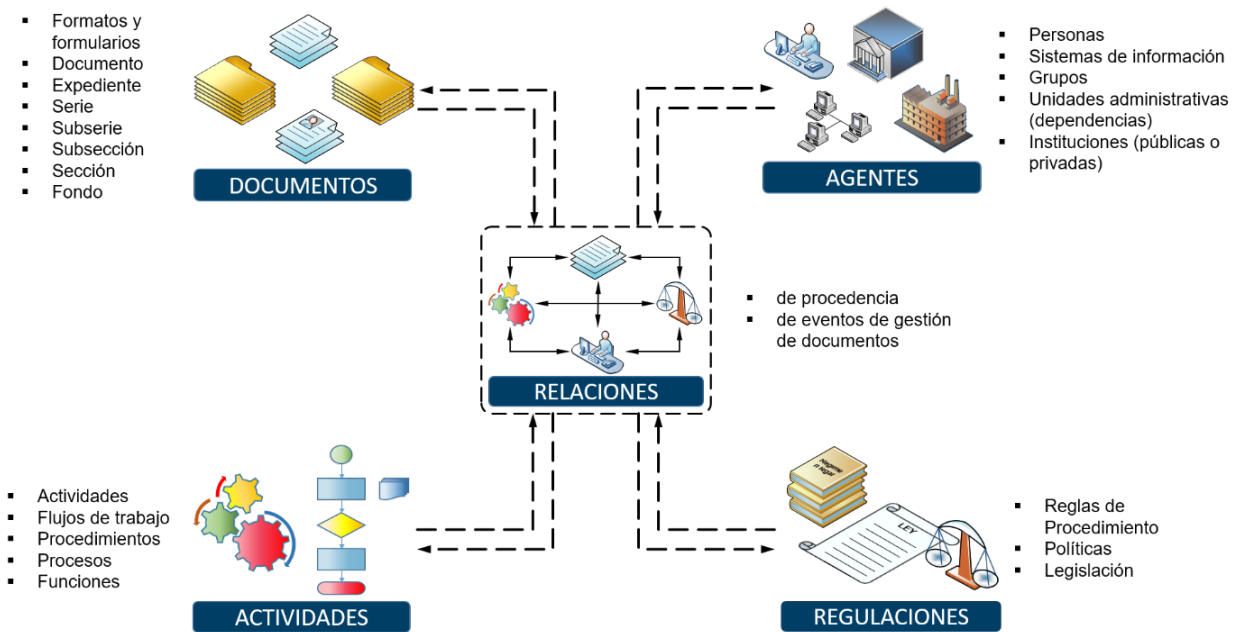 ▪ Formatos y
formularios
▪ Documento
▪ Expediente
▪ Serie
▪ Subserie
▪ Subsección
▪ Sección
▪ Fondo
DOCUMENTOS
▪ Personas
▪ Sistemas de información
▪ Grupos
▪ Unidades administrativas
(dependencias)
▪ Instituciones (públicas o
privadas)
AGENTES
▪ de procedencia
▪ de eventos de gestión
de documentos
RELACIONES
▪ Actividades
▪ Flujos de trabajo
▪ Procedimientos
▪ Procesos
▪ Funciones
ACTIVIDADES
LEY
▪ Reglas de
Procedimiento
▪ Políticas
▪ Legislación
REGULACIONES